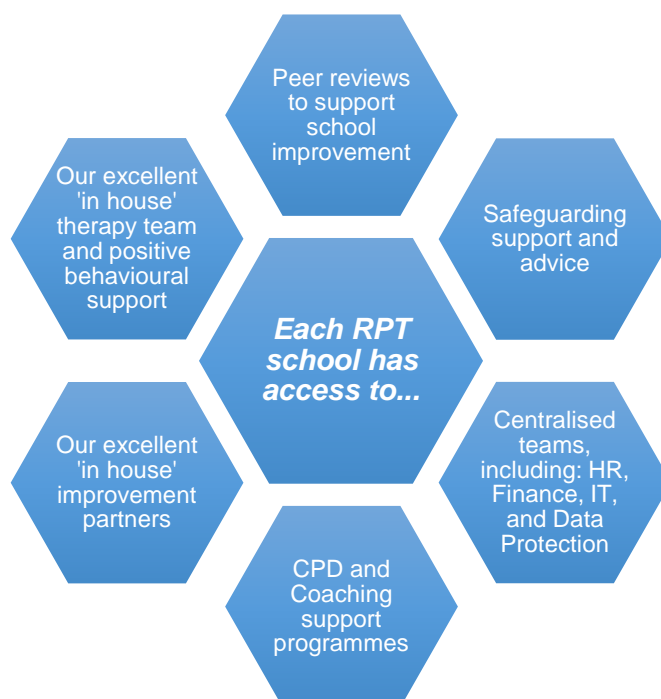 Peer reviews
to support
school
improvement
Our excellent
'in house'
therapy team
and positive
behavioural
support
Safeguarding
support and
advice
Each RPT
school has
access to...
Our excellent
'in house'
improvement
partners
Centralised
teams,
including: HR,
Finance, IT,
and Data
Protection
CPD and
Coaching
support
programmes